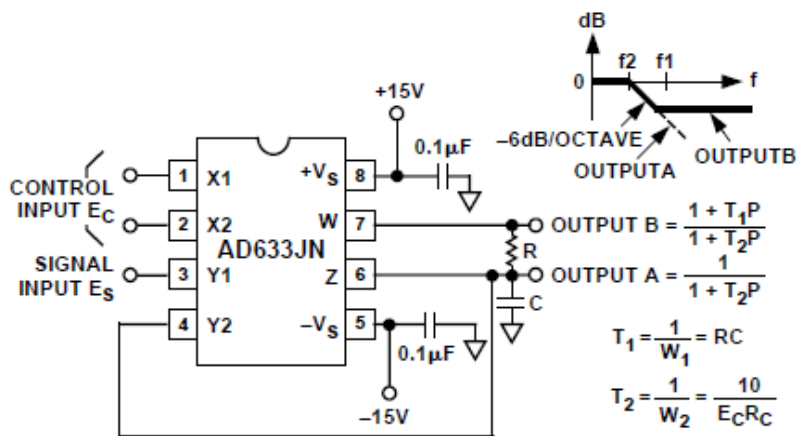 dB
f2 f1
0
f
+15V
–6dB/OCTAVE
OUTPUTA
OUTPUTB
0.1µF
CONTROL
INPUT EC
SIGNAL
INPUT ES
1 X1
2 X2
3 Y1
4 Y2
AD633JN
+VS 8
W 7
Z 6
–VS 5
R
C
0.1µF
–15V
OUTPUT B = 1 + T1P / 1 + T2P
OUTPUT A = 1 / 1 + T2P
T1 = 1 / W1 = RC
T2 = 1 / W2 = 10 / ECRC